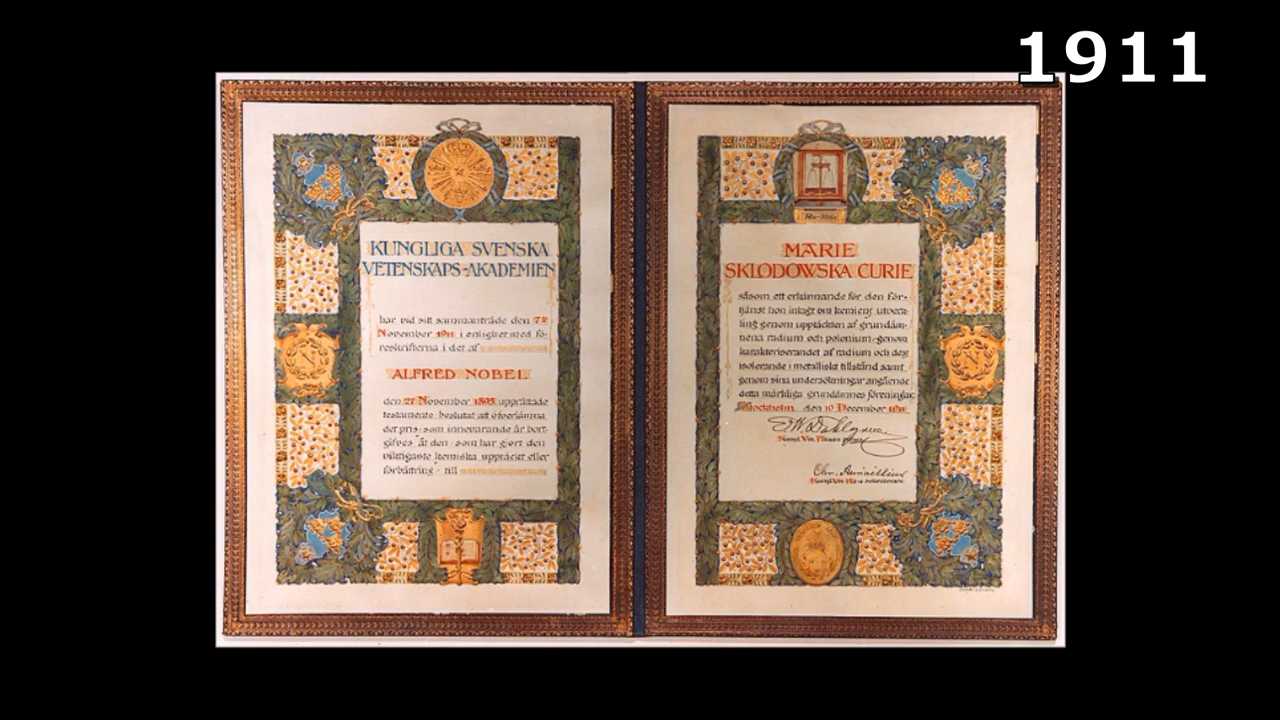 1911
KUNGLIGA SVENSKA
VETENSKAPS-AKADEMIEN
har vid sitt sammanträde den 7
November 1911 i enlighet med fö-
reskrifterna i det af
ALFRED NOBEL
den 27 November 1895 upprättade
testamente beslutat att öfverlämna
det pris, som innevarande år bort-
gifves "åt den som har gjort den
viktigaste kemiska upptäckt eller
förbättring" till
MARIE
SKLODOWSKA CURIE
såsom ett erkännande för den för-
tjänst hon inlagt om kemiens utveck-
ling genom upptäckten af grundäm-
nena radium och polonium, genom
karakteriserandet af radium och dess
isolerande i metalliskt tillstånd samt
genom sina undersökningar angående
detta märkliga grundämnes föreningar.
Stockholm den 10 December 1911
N
N